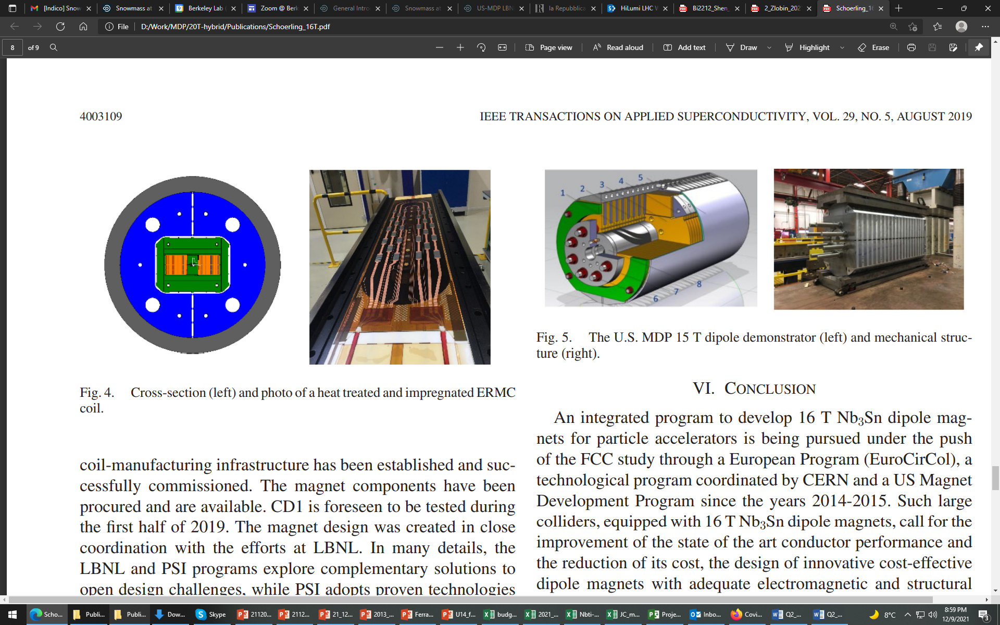 [Indico] Snow
Snowmass at
Berkeley Lab
Zoom @ Berk
General Intro
Snowmass at
US-MDP LBN
la Repubblica
HiLumi LHC
Bi2212_Shen_
2_Zlobin_202
Schoerling_16
File
D:/Work/MDP/20T-hybrid/Publications/Schoerling_16T.pdf
8 of 9
Page view
Read aloud
Add text
Draw
Highlight
Erase
4003109
IEEE TRANSACTIONS ON APPLIED SUPERCONDUCTIVITY, VOL. 29, NO. 5, AUGUST 2019
1 2 3 4 5
6 7 8
Fig. 4. Cross-section (left) and photo of a heat treated and impregnated ERMC
coil.
coil-manufacturing infrastructure has been established and suc-
cessfully commissioned. The magnet components have been
procured and are available. CD1 is foreseen to be tested during
the first half of 2019. The magnet design was created in close
coordination with the efforts at LBNL. In many details, the
LBNL and PSI programs explore complementary solutions to
open design challenges, while PSI adopts proven technologies
Fig. 5. The U.S. MDP 15 T dipole demonstrator (left) and mechanical struc-
ture (right).
VI. CONCLUSION
An integrated program to develop 16 T Nb₃Sn dipole mag-
nets for particle accelerators is being pursued under the push
of the FCC study through a European Program (EuroCirCol), a
technological program coordinated by CERN and a US Magnet
Development Program since the years 2014-2015. Such large
colliders, equipped with 16 T Nb₃Sn dipole magnets, call for the
improvement of the state of the art conductor performance and
the reduction of its cost, the design of innovative cost-effective
dipole magnets with adequate electromagnetic and structural
Scho...
Publi...
Publi...
Dow...
Skype
21120...
2112...
21_12...
2013_...
Ferra...
U14_f...
budg...
2021_...
Nbti-...
JC_m...
Proje...
Inbo...
Covi...
Q2_...
Q2_...
8°C
8:59 PM
12/9/2021
3